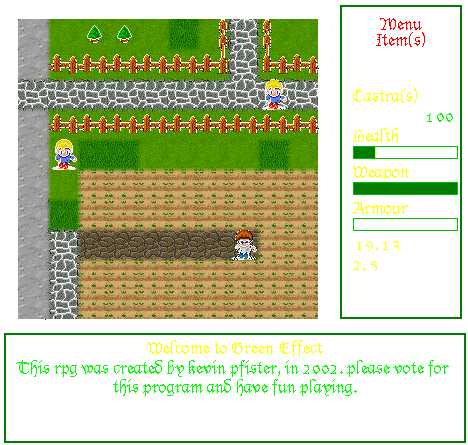 Menu
Item(s)
Castra(s)
100
Health
Weapon
Armour
19,13
2,5
Welcome to Green Effect
This rpg was created by kevin pfister, in 2002. please vote for
this program and have fun playing.